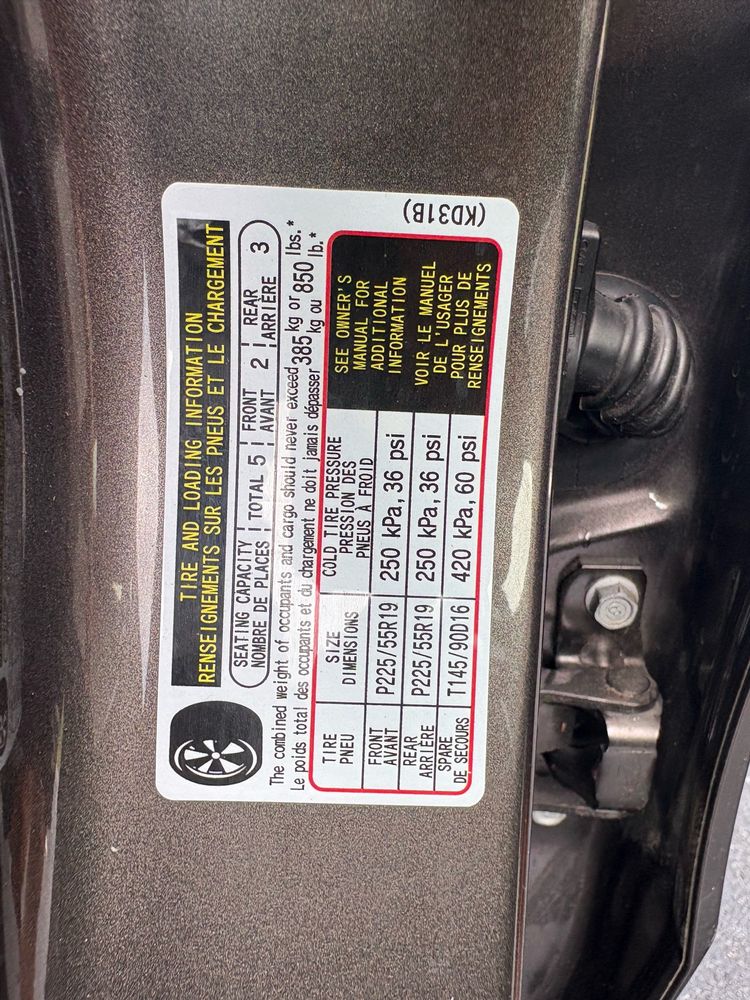 TIRE AND LOADING INFORMATION
RENSEIGNEMENTS SUR LES PNEUS ET LE CHARGEMENT
SEATING CAPACITY TOTAL 5 FRONT 2 REAR 3
NOMBRE DE PLACES AVANT ARRIÈRE
The combined weight of occupants and cargo should never exceed 385 kg or 850 lbs.*
Le poids total des occupants et du chargement ne doit jamais dépasser kg ou lb.*
TIRE SIZE COLD TIRE PRESSURE
PNEU DIMENSIONS PRESSION DES PNEUS À FROID
FRONT AVANT P225/55R19 250 kPa, 36 psi
REAR ARRIÈRE P225/55R19 250 kPa, 36 psi
SPARE DE SECOURS T145/90D16 420 kPa, 60 psi
SEE OWNER'S
MANUAL FOR
ADDITIONAL
INFORMATION
VOIR LE MANUEL
DE L'USAGER
POUR PLUS DE
RENSEIGNEMENTS
(KD31B)